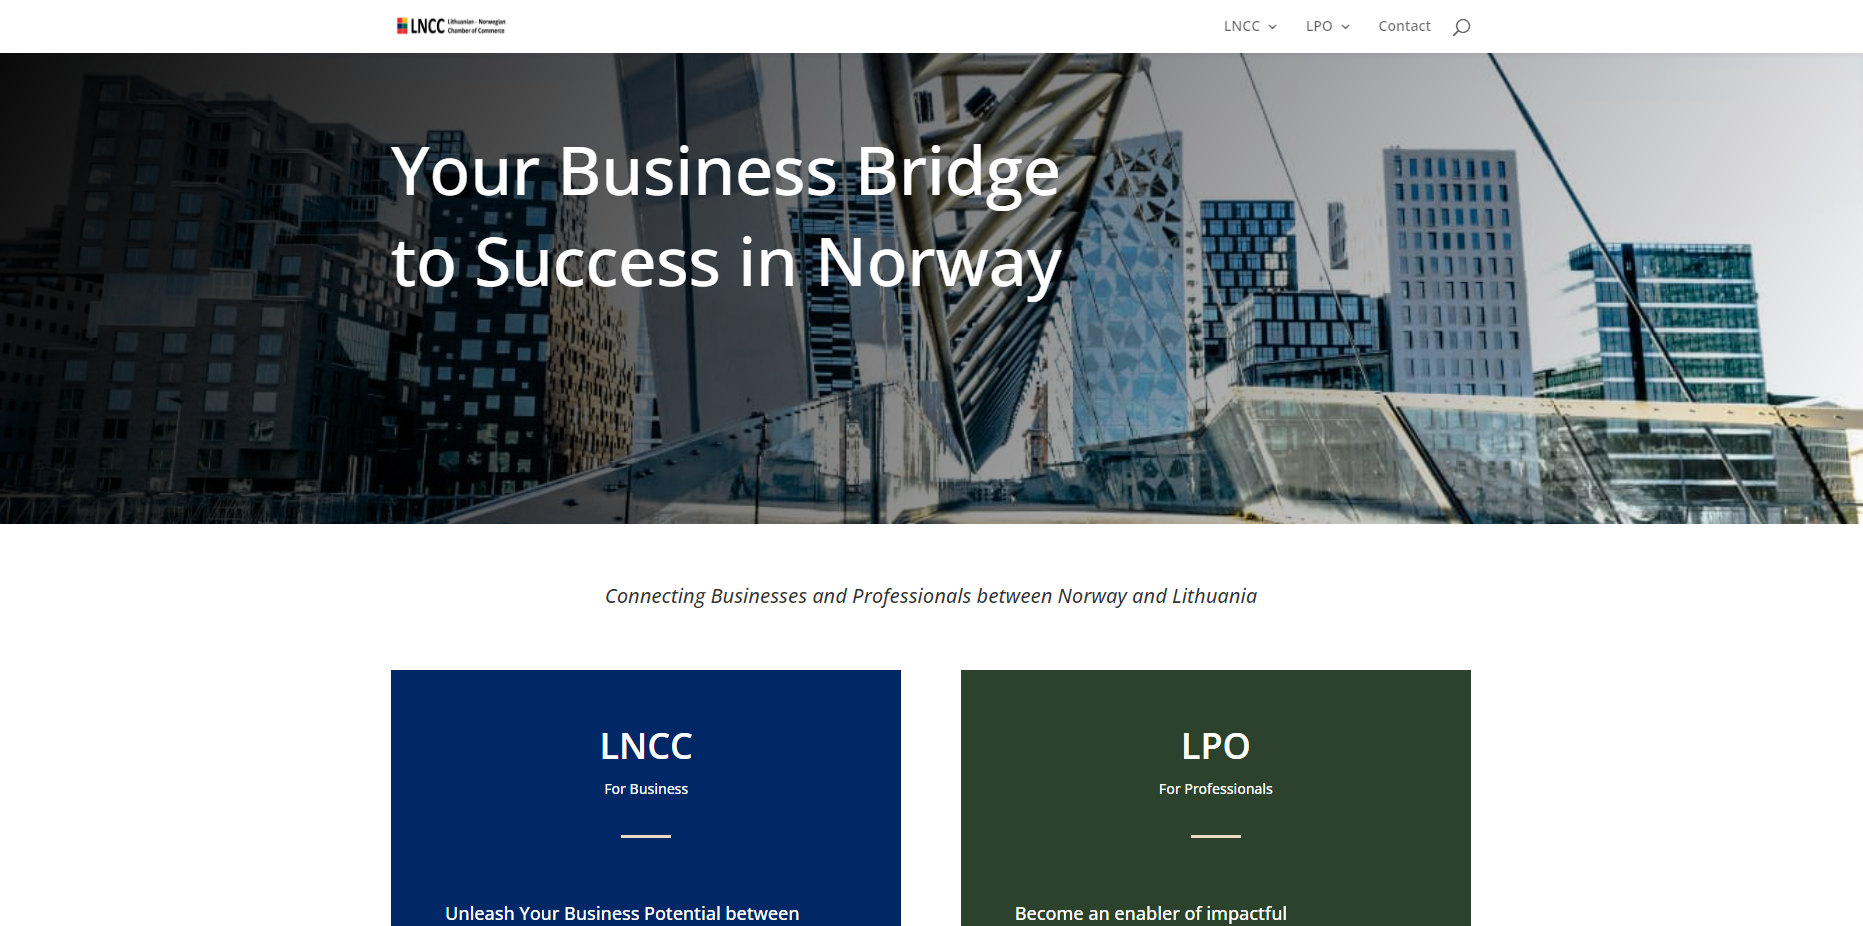 LNCC Lithuanian - Norwegian
Chamber of Commerce
LNCC LPO Contact
Your Business Bridge
to Success in Norway
Connecting Businesses and Professionals between Norway and Lithuania
LNCC
For Business
Unleash Your Business Potential between
LPO
For Professionals
Become an enabler of impactful